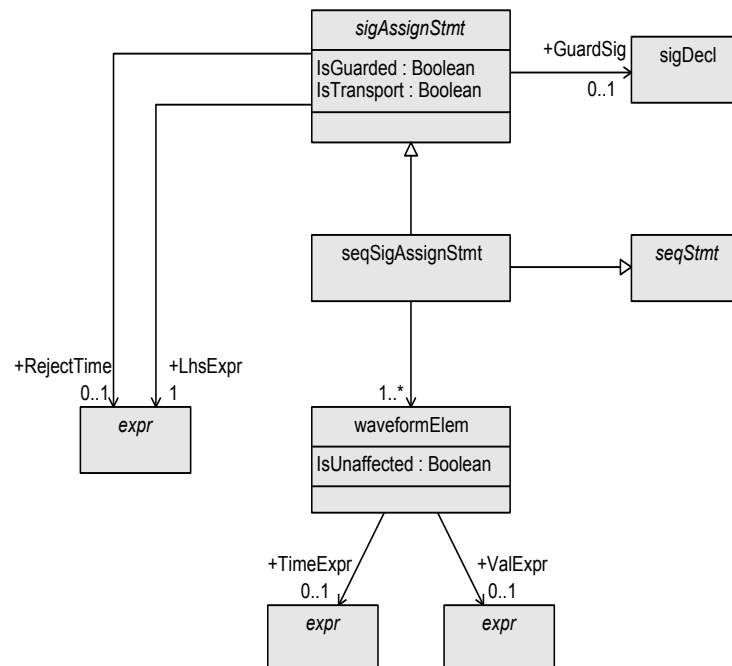 sigAssignStmt
IsGuarded : Boolean
IsTransport : Boolean
+GuardSig
0..1
sigDecl
seqSigAssignStmt
seqStmt
+RejectTime
0..1
+LhsExpr
1
expr
1..*
waveformElem
IsUnaffected : Boolean
+TimeExpr
0..1
+ValExpr
0..1
expr
expr